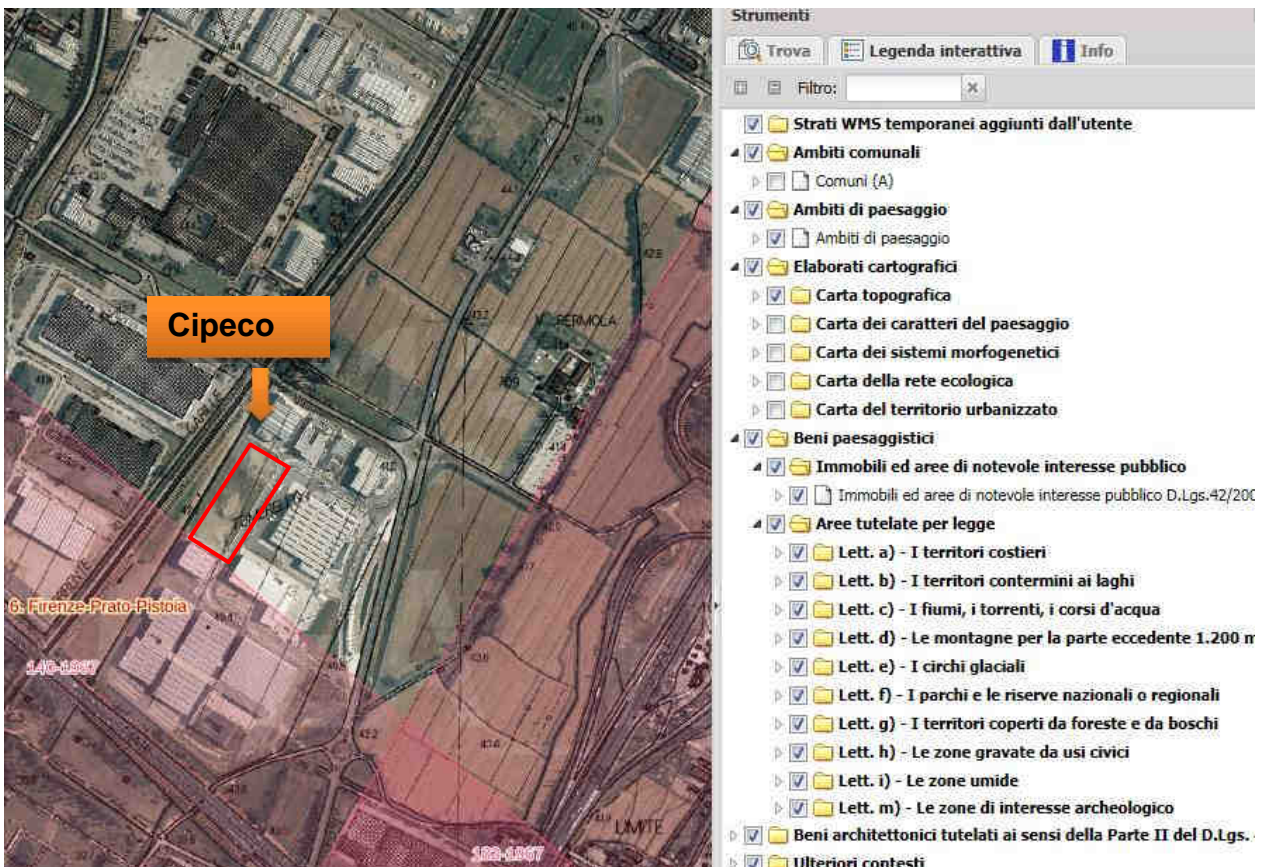 Cipeco
PERMOLA
6: Firenze-Prato-Pistoia
140-1967
182-1967
LIMITE
Strumenti
Trova Legenda interattiva Info
Filtro:
Strati WMS temporanei aggiunti dall'utente
Ambiti comunali
Comuni (A)
Ambiti di paesaggio
Ambiti di paesaggio
Elaborati cartografici
Carta topografica
Carta dei caratteri del paesaggio
Carta dei sistemi morfogenetici
Carta della rete ecologica
Carta del territorio urbanizzato
Beni paesaggistici
Immobili ed aree di notevole interesse pubblico
Immobili ed aree di notevole interesse pubblico D.Lgs.42/200
Aree tutelate per legge
Lett. a) - I territori costieri
Lett. b) - I territori contermini ai laghi
Lett. c) - I fiumi, i torrenti, i corsi d'acqua
Lett. d) - Le montagne per la parte eccedente 1.200 m
Lett. e) - I circhi glaciali
Lett. f) - I parchi e le riserve nazionali o regionali
Lett. g) - I territori coperti da foreste e da boschi
Lett. h) - Le zone gravate da usi civici
Lett. i) - Le zone umide
Lett. m) - Le zone di interesse archeologico
Beni architettonici tutelati ai sensi della Parte II del D.Lgs.
Ulteriori contesti